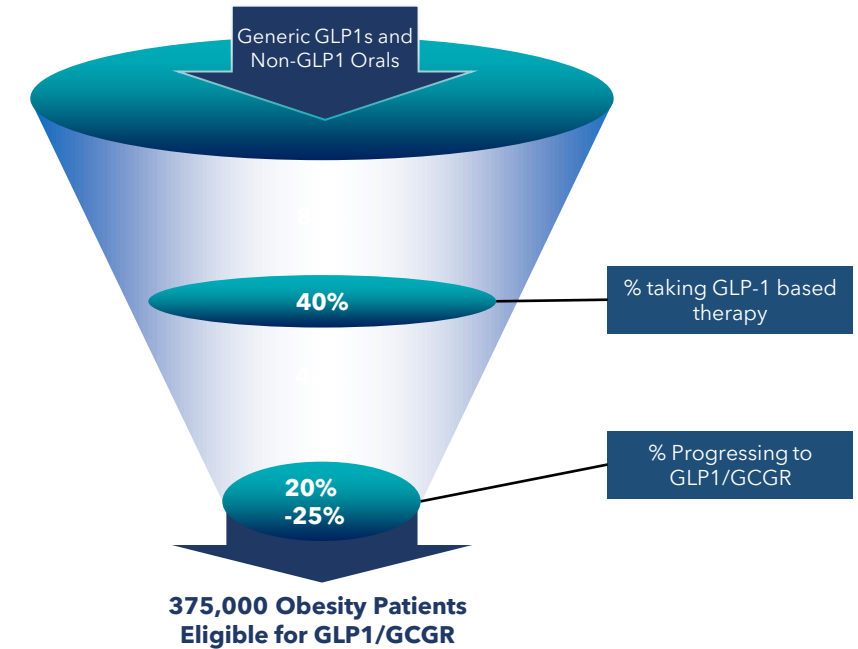 Generic GLP1s and
Non-GLP1 Orals
40%
% taking GLP-1 based
therapy
% Progressing to
GLP1/GCGR
20%
-25%
375,000 Obesity Patients
Eligible for GLP1/GCGR